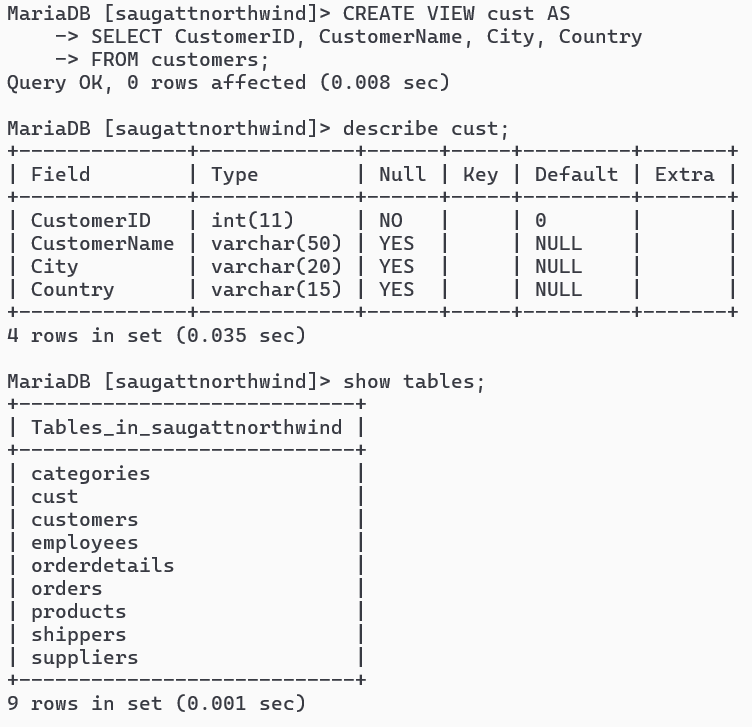 MariaDB [saugattnorthwind]> CREATE VIEW cust AS
    -> SELECT CustomerID, CustomerName, City, Country
    -> FROM customers;
Query OK, 0 rows affected (0.008 sec)

MariaDB [saugattnorthwind]> describe cust;
+--------------+-------------+------+-----+---------+-------+
| Field        | Type        | Null | Key | Default | Extra |
+--------------+-------------+------+-----+---------+-------+
| CustomerID   | int(11)     | NO   |     | 0       |       |
| CustomerName | varchar(50) | YES  |     | NULL    |       |
| City         | varchar(20) | YES  |     | NULL    |       |
| Country      | varchar(15) | YES  |     | NULL    |       |
+--------------+-------------+------+-----+---------+-------+
4 rows in set (0.035 sec)

MariaDB [saugattnorthwind]> show tables;
+----------------------------+
| Tables_in_saugattnorthwind |
+----------------------------+
| categories                 |
| cust                       |
| customers                  |
| employees                  |
| orderdetails               |
| orders                     |
| products                   |
| shippers                   |
| suppliers                  |
+----------------------------+
9 rows in set (0.001 sec)